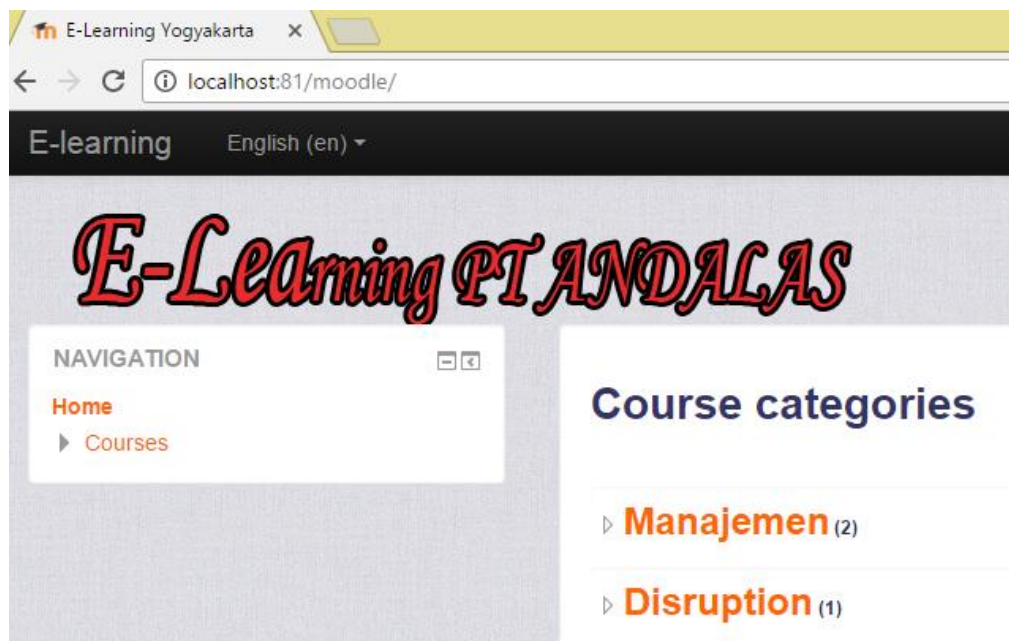 E-Learning Yogyakarta
localhost:81/moodle/
E-learning English (en)
E-Learning PT ANDALAS
NAVIGATION
Home
Courses
Course categories
Manajemen (2)
Disruption (1)